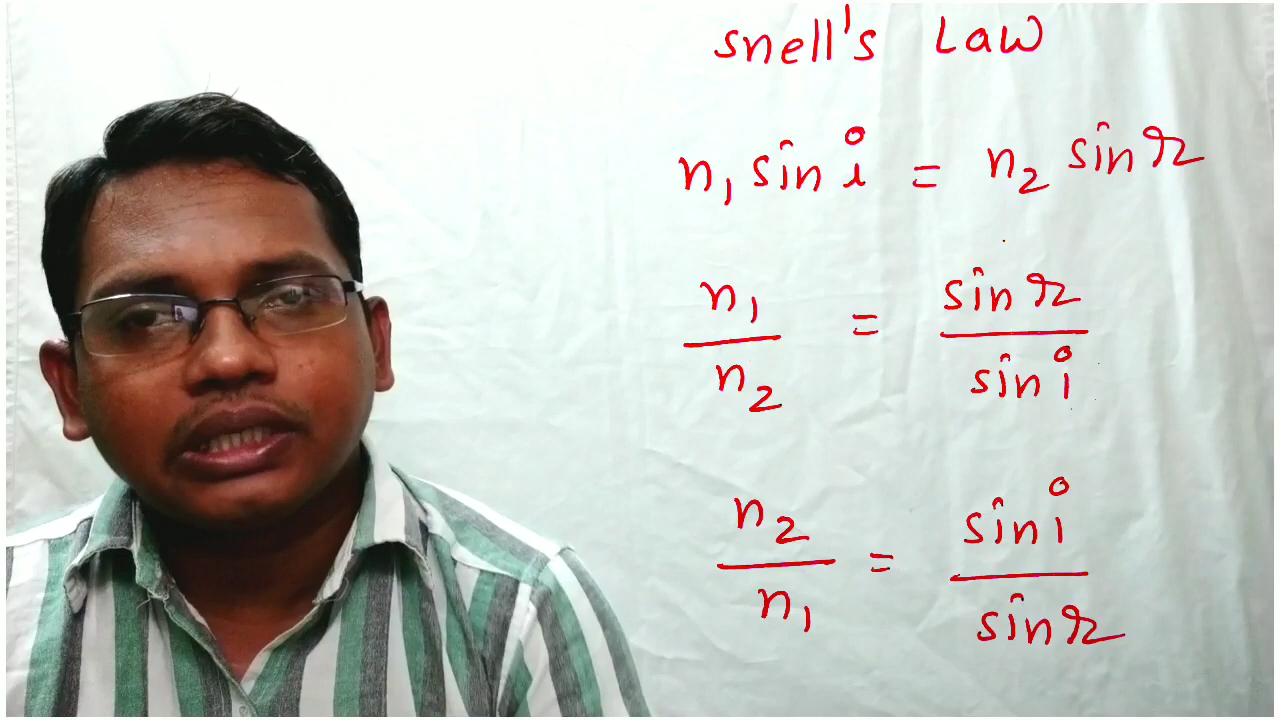 snell's Law
n₁ sin i = n₂ sin r
n₁/n₂ = sin r/sin i
n₂/n₁ = sin i/sin r